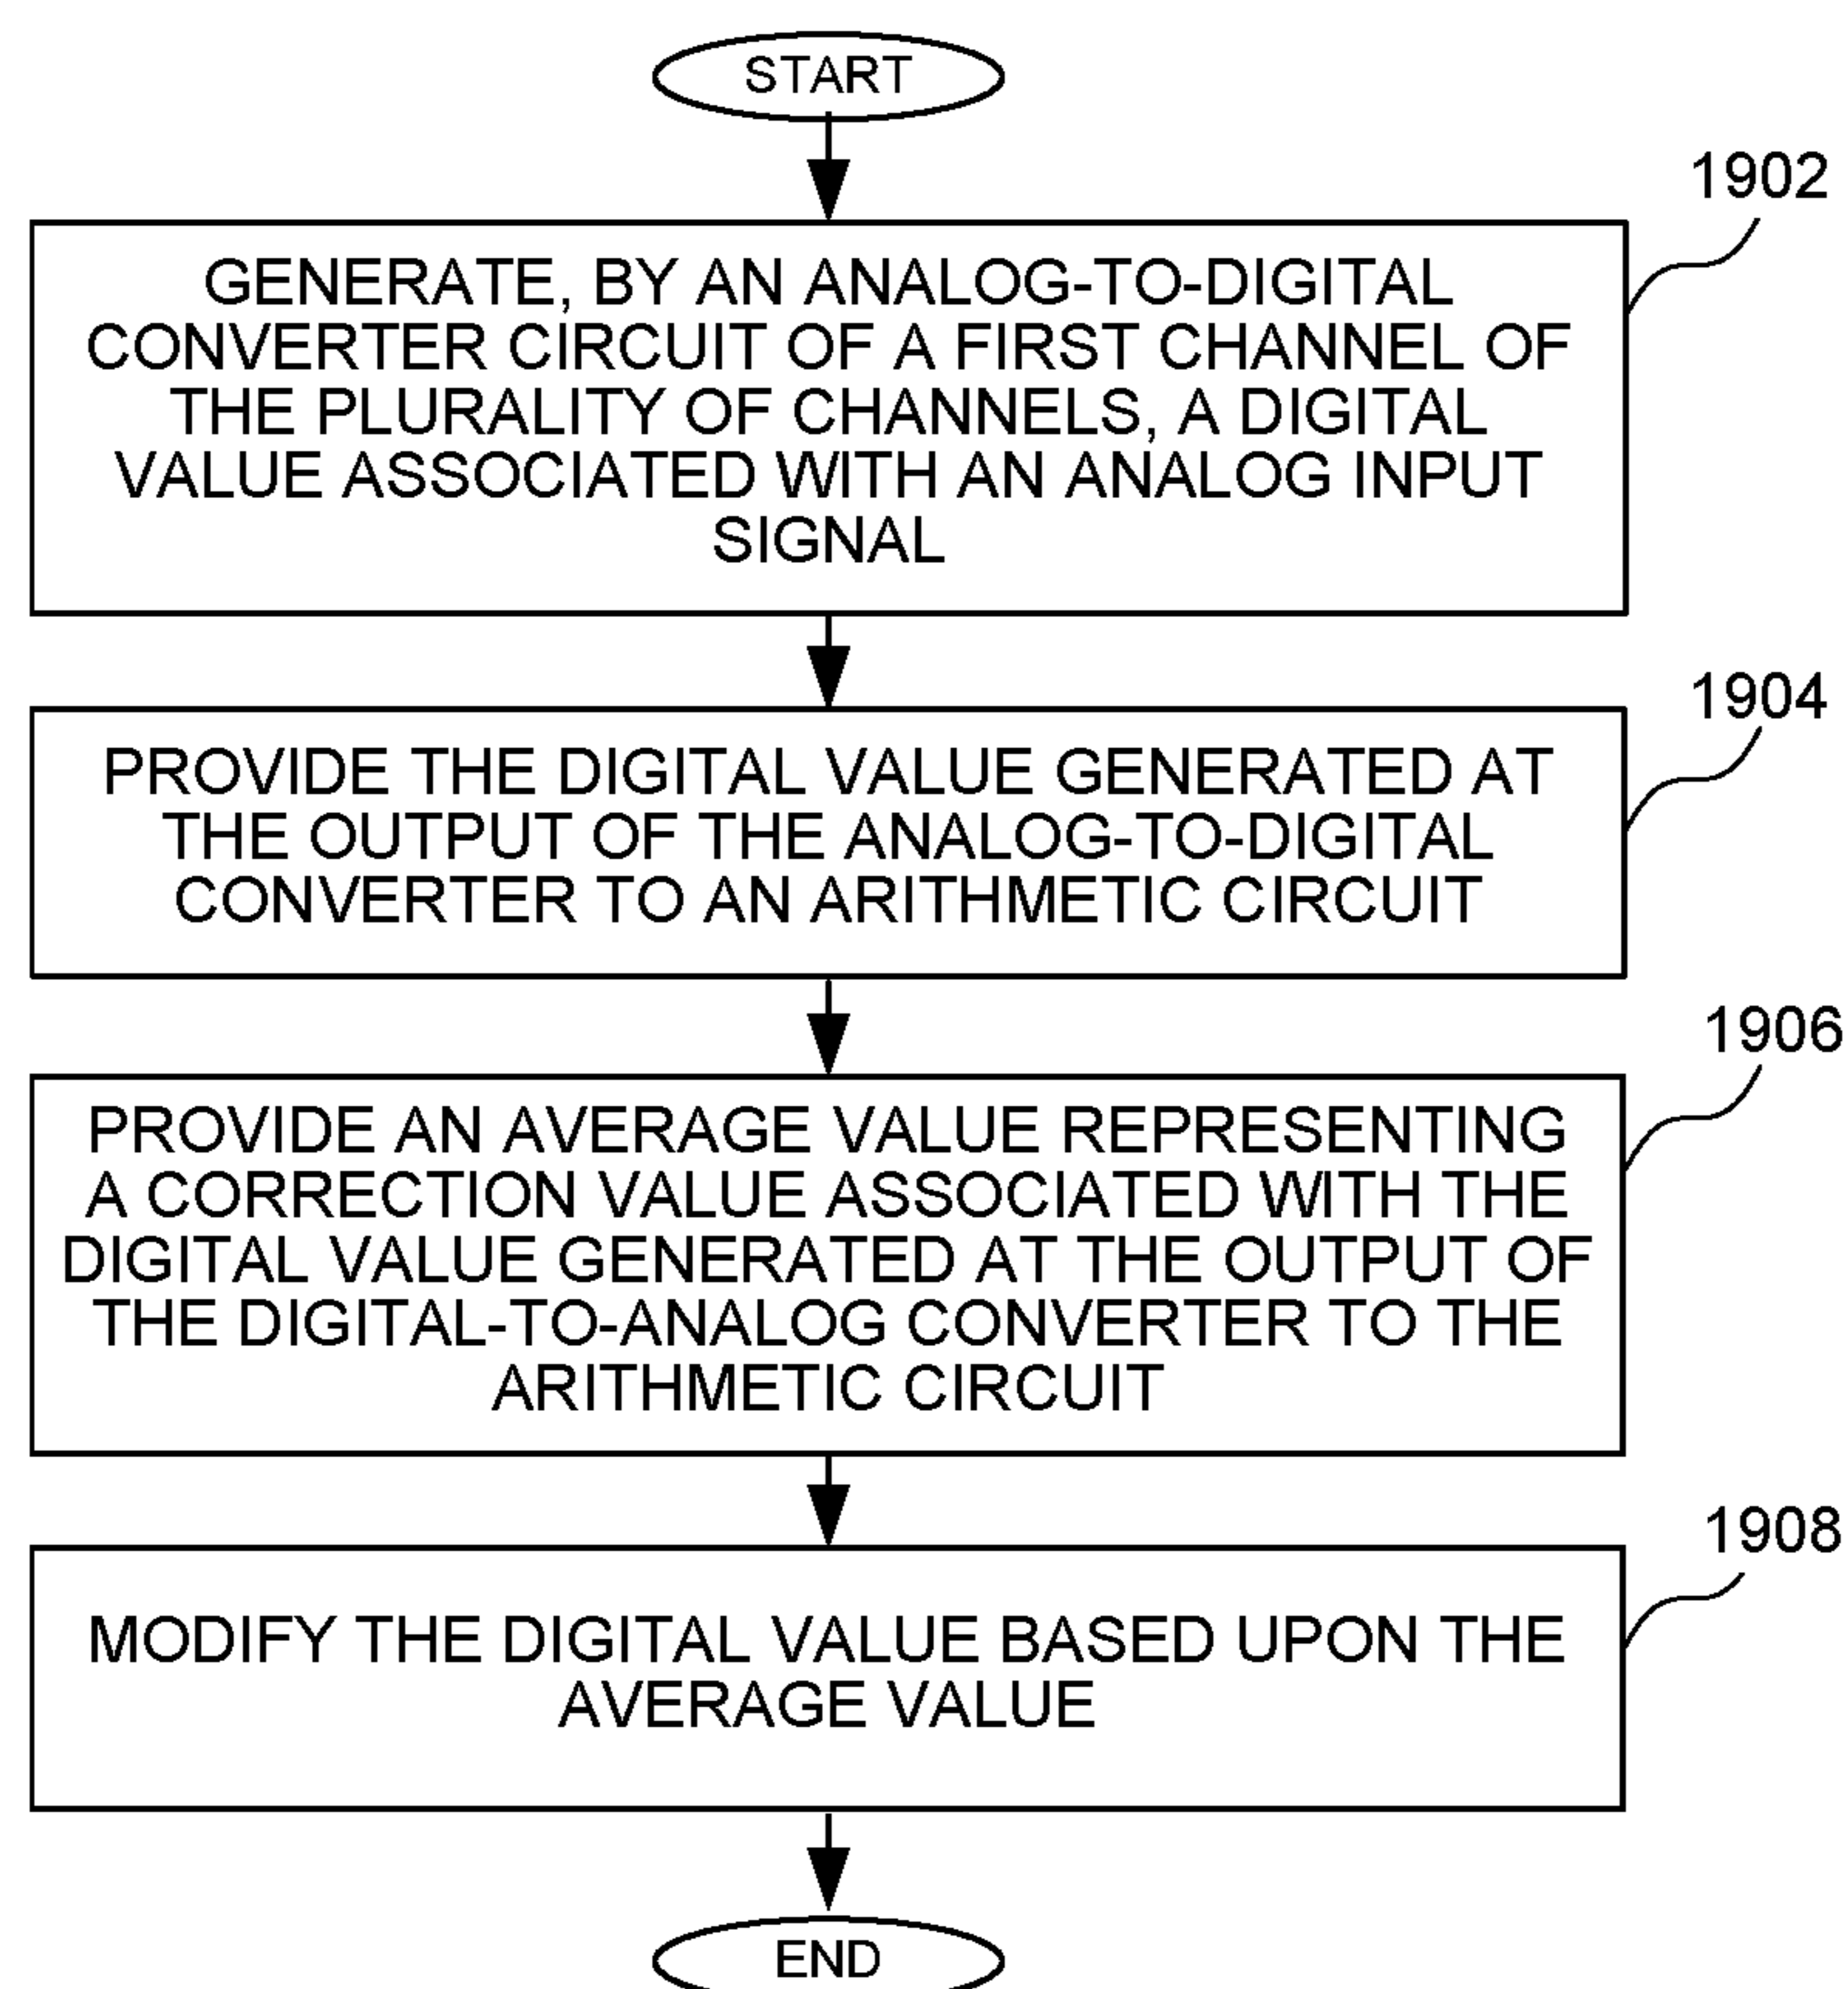 START
1902
GENERATE, BY AN ANALOG-TO-DIGITAL
CONVERTER CIRCUIT OF A FIRST CHANNEL OF
THE PLURALITY OF CHANNELS, A DIGITAL
VALUE ASSOCIATED WITH AN ANALOG INPUT
SIGNAL
1904
PROVIDE THE DIGITAL VALUE GENERATED AT
THE OUTPUT OF THE ANALOG-TO-DIGITAL
CONVERTER TO AN ARITHMETIC CIRCUIT
1906
PROVIDE AN AVERAGE VALUE REPRESENTING
A CORRECTION VALUE ASSOCIATED WITH THE
DIGITAL VALUE GENERATED AT THE OUTPUT OF
THE DIGITAL-TO-ANALOG CONVERTER TO THE
ARITHMETIC CIRCUIT
1908
MODIFY THE DIGITAL VALUE BASED UPON THE
AVERAGE VALUE
END